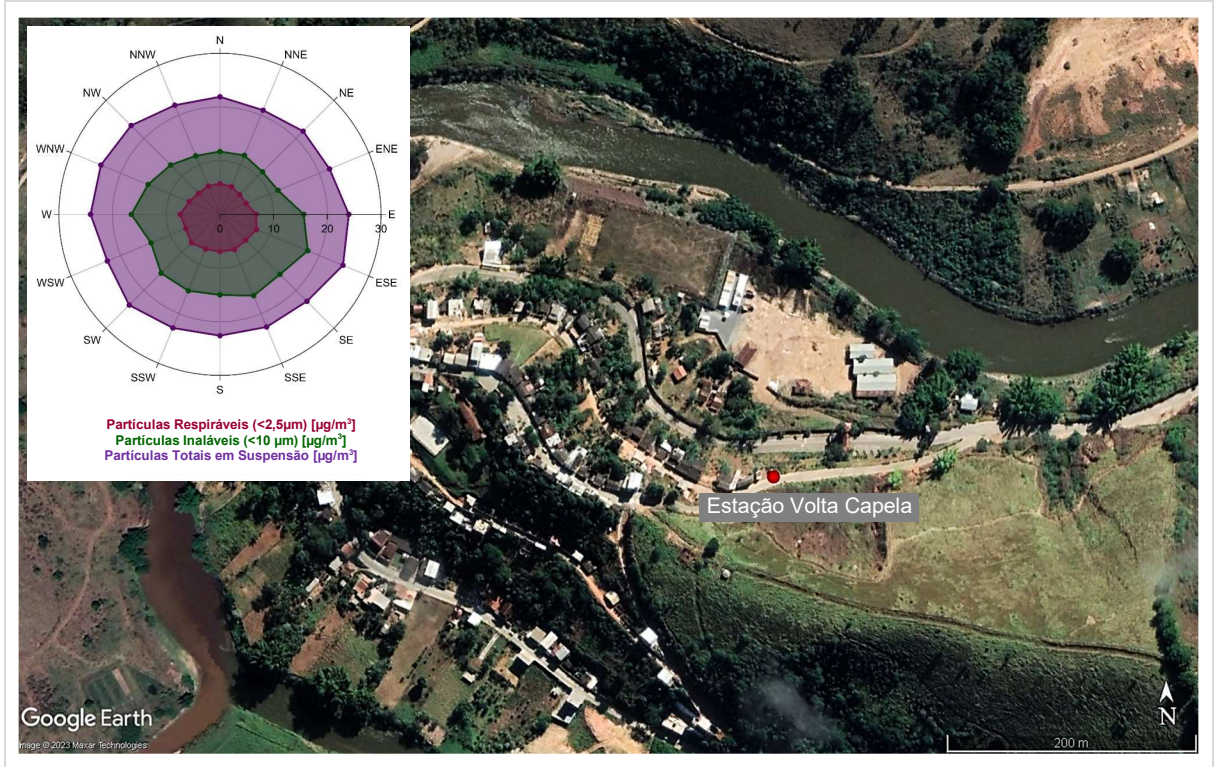 N
NNW
NNE
NW
NE
WNW
ENE
W
0
10
20
30
E
WSW
ESE
SW
SE
SSW
SSE
S
Partículas Respiráveis (<2,5µm) [µg/m³]
Partículas Inaláveis (<10 µm) [µg/m³]
Partículas Totais em Suspensão [µg/m³]
Estação Volta Capela
Google Earth
Image © 2023 Maxar Technologies
N
200 m